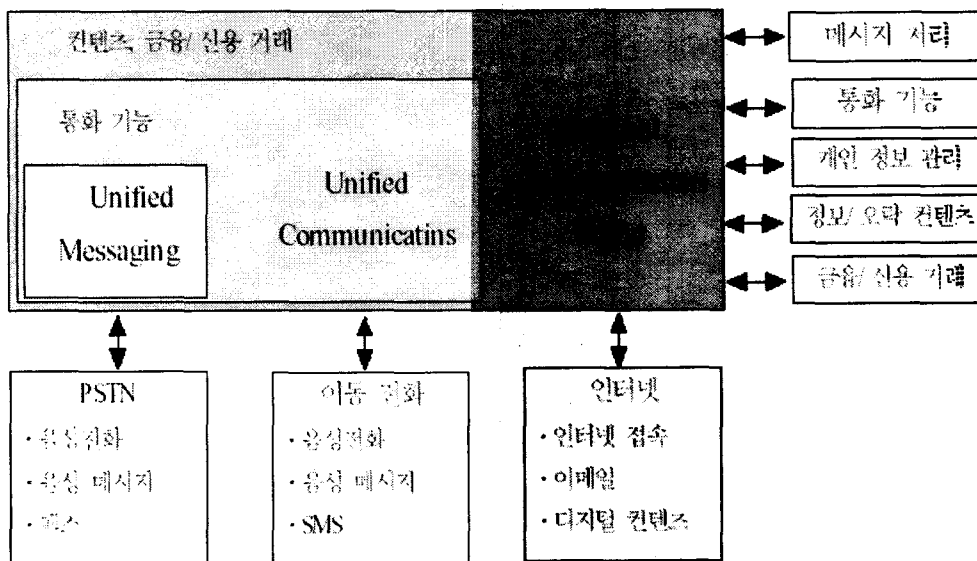 컨텐츠, 금융/ 신용 거래
통화 기능
Unified
Messaging
Unified
Communicatins
메시지 처리
통화 기능
개인 정보 관리
정보/ 오락 컨텐츠
금융/ 신용 거래
PSTN
· 음성전화
· 음성 메시지
· 팩스
이동 전화
· 음성전화
· 음성 메시지
· SMS
인터넷
· 인터넷 접속
· 이메일
· 디지털 컨텐츠